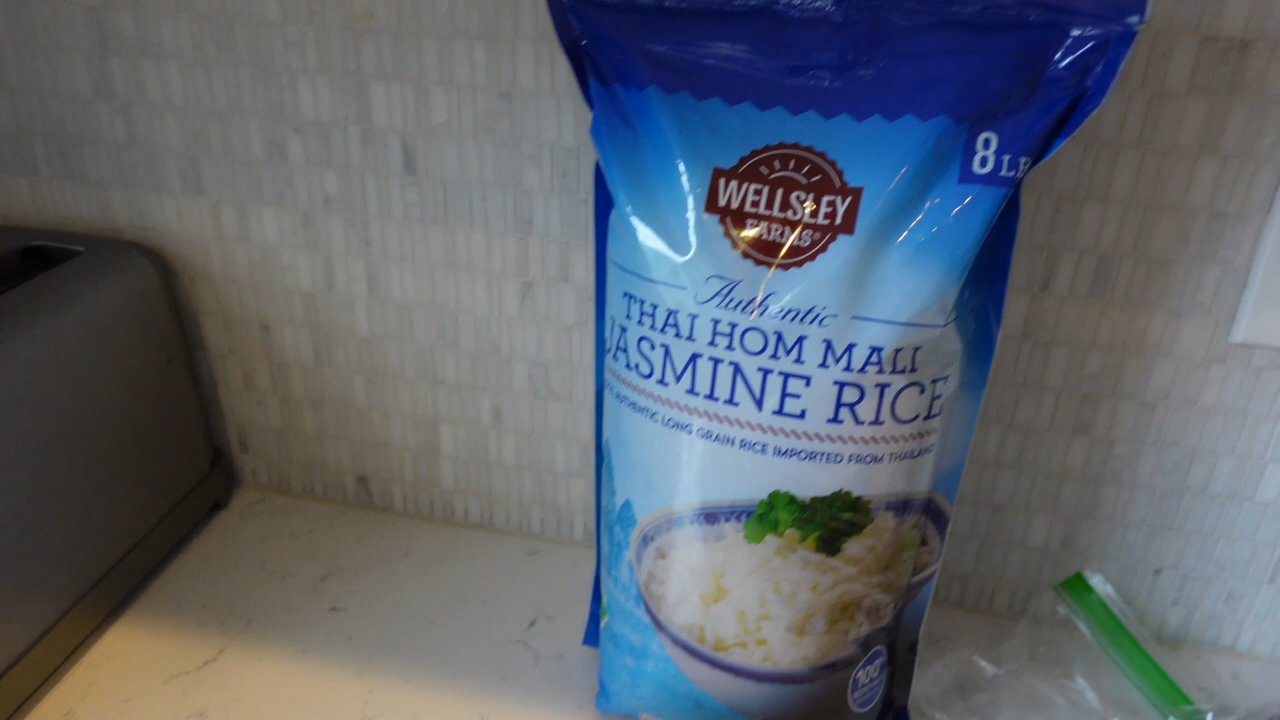 8 LB
WELLSLEY
FARMS®
Authentic
THAI HOM MALI
JASMINE RICE
AUTHENTIC LONG GRAIN RICE IMPORTED FROM THAILAND
100%